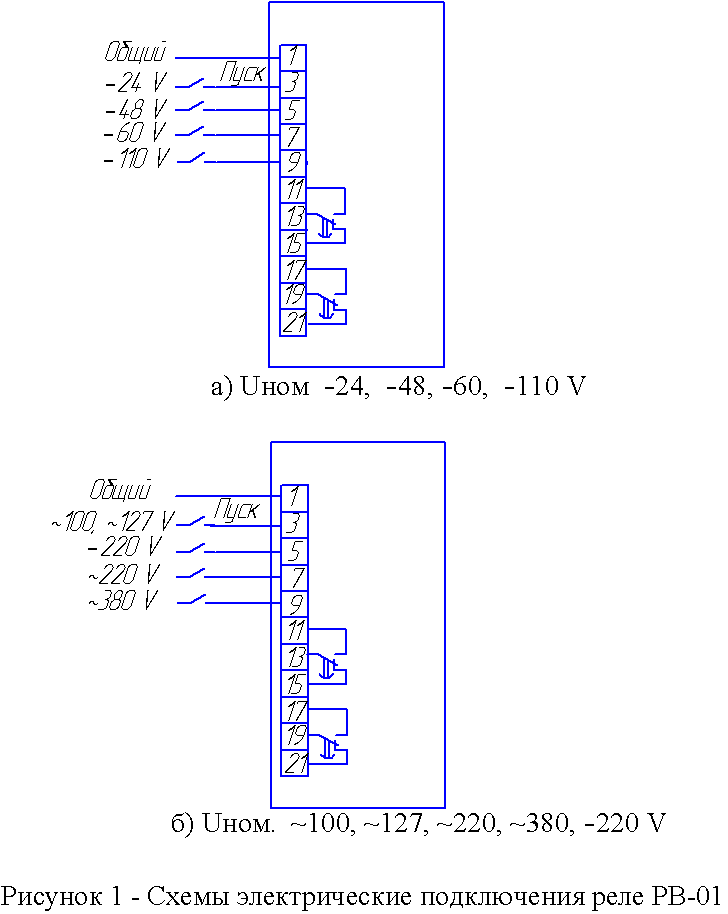 Общий 1
-24 V Пуск 3
-48 V 5
-60 V 7
-110 V 9
11
13
15
17
19
21
а) Uном -24, -48, -60, -110 V
Общий 1
~100, ~127 V Пуск 3
-220 V 5
~220 V 7
~380 V 9
11
13
15
17
19
21
б) Uном. ~100, ~127, ~220, ~380, -220 V
Рисунок 1 - Схемы электрические подключения реле РВ-01